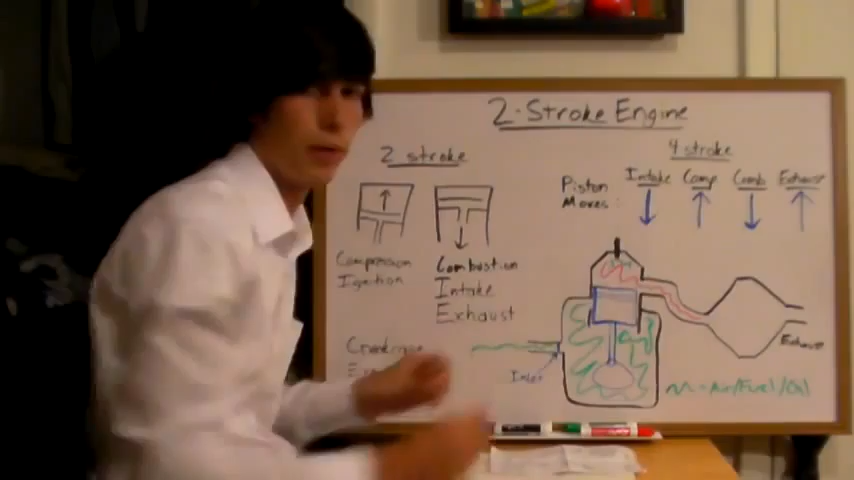 2-Stroke Engine
2 stroke
Compression
Ignition
Combustion
Intake
Exhaust
4 stroke
Piston
Moves:
Intake Comp Comb Exhaust
Exhaust
Inlet
= Air/Fuel/Oil